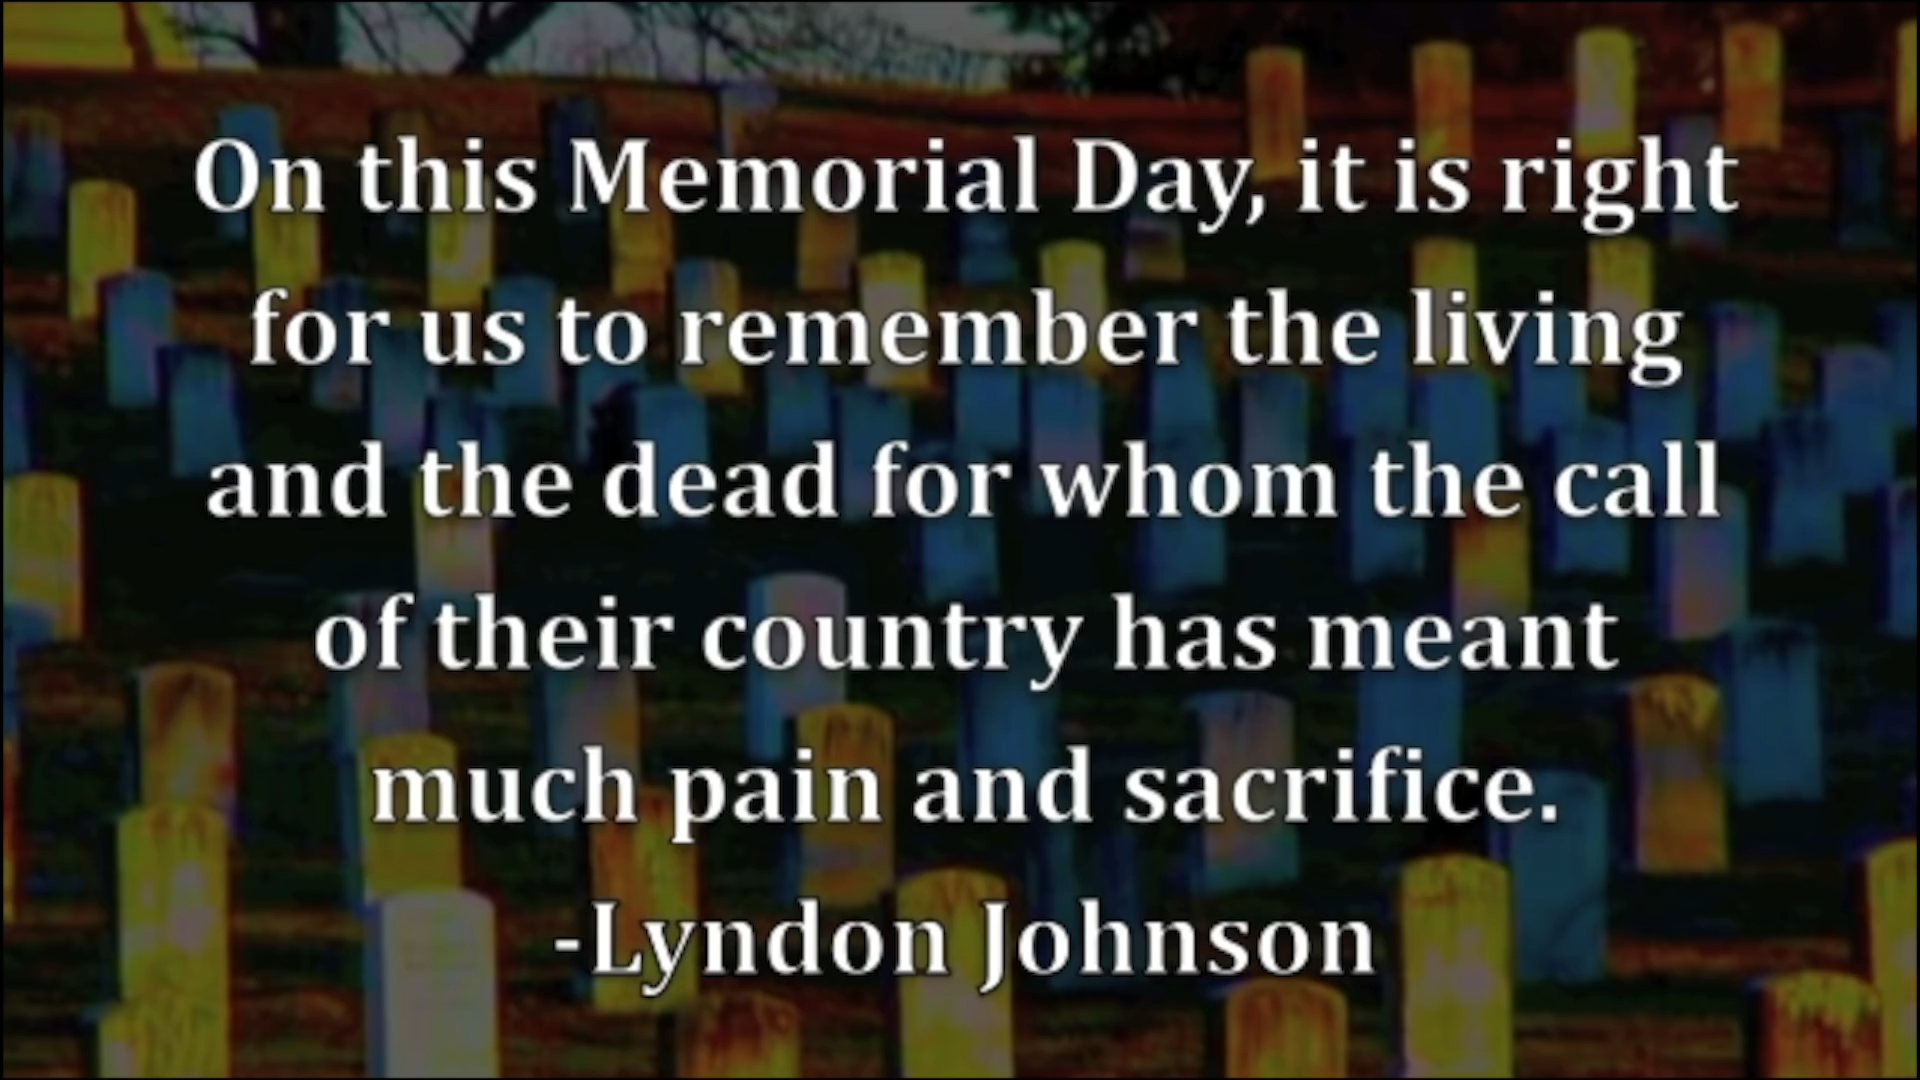 On this Memorial Day, it is right
for us to remember the living
and the dead for whom the call
of their country has meant
much pain and sacrifice.
-Lyndon Johnson